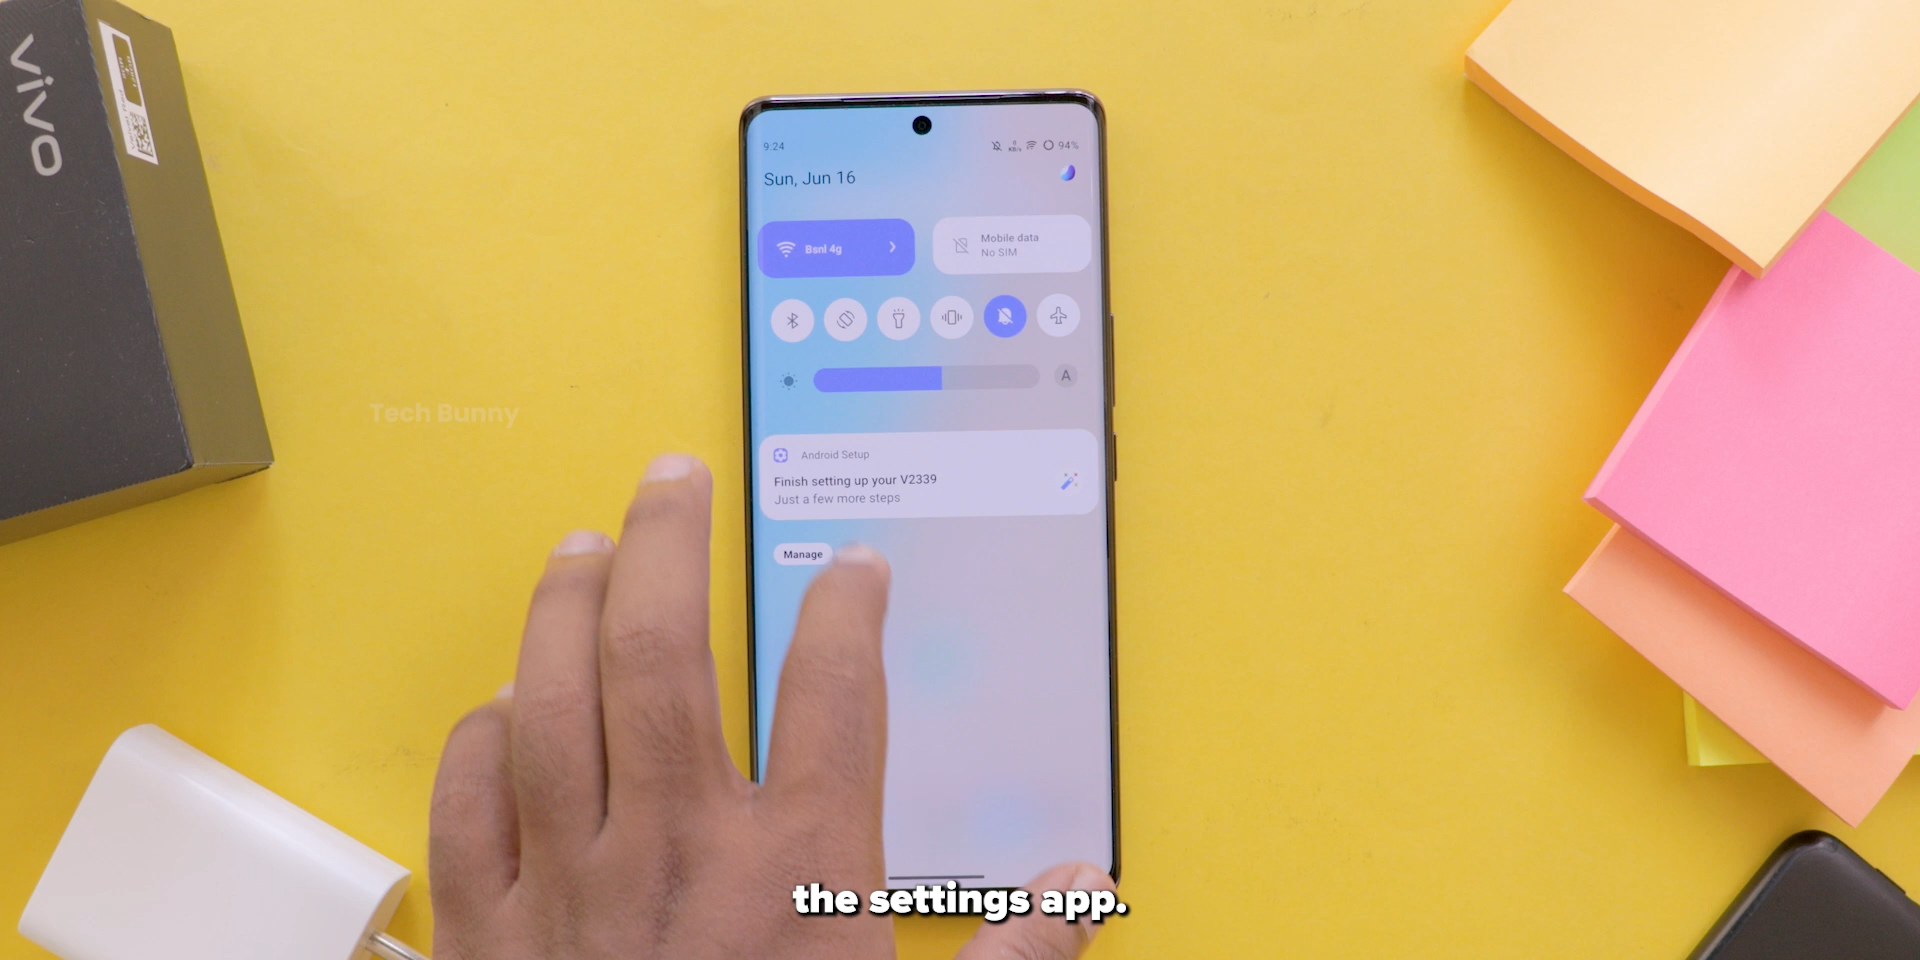 vivo
9:24
94%
Sun, Jun 16
Bsnl 4g
Mobile data
No SIM
A
Tech Bunny
Android Setup
Finish setting up your V2339
Just a few more steps
Manage
the settings app.